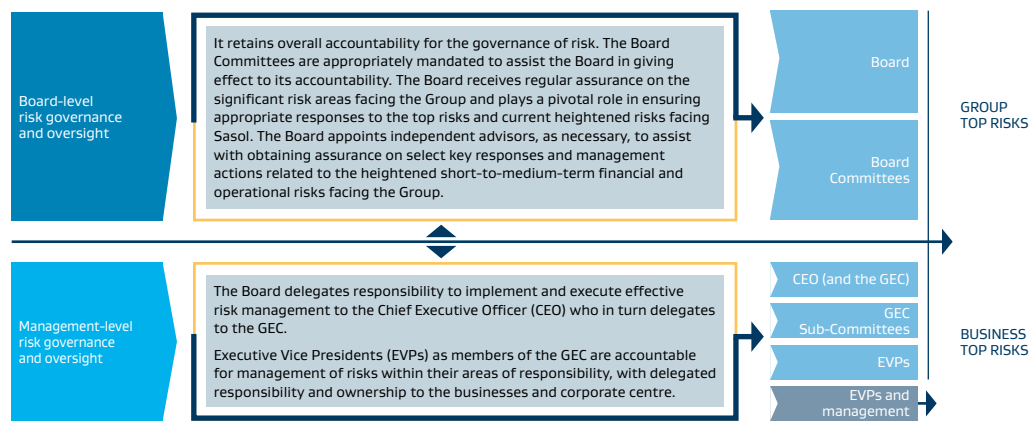 Board-level
risk governance
and oversight
It retains overall accountability for the governance of risk. The Board
Committees are appropriately mandated to assist the Board in giving
effect to its accountability. The Board receives regular assurance on the
significant risk areas facing the Group and plays a pivotal role in ensuring
appropriate responses to the top risks and current heightened risks facing
Sasol. The Board appoints independent advisors, as necessary, to assist
with obtaining assurance on select key responses and management
actions related to the heightened short-to-medium-term financial and
operational risks facing the Group.
Board
Board
Committees
GROUP
TOP RISKS
Management-level
risk governance
and oversight
The Board delegates responsibility to implement and execute effective
risk management to the Chief Executive Officer (CEO) who in turn delegates
to the GEC.
Executive Vice Presidents (EVPs) as members of the GEC are accountable
for management of risks within their areas of responsibility, with delegated
responsibility and ownership to the businesses and corporate centre.
CEO (and the GEC)
GEC
Sub-Committees
EVPs
EVPs and
management
BUSINESS
TOP RISKS